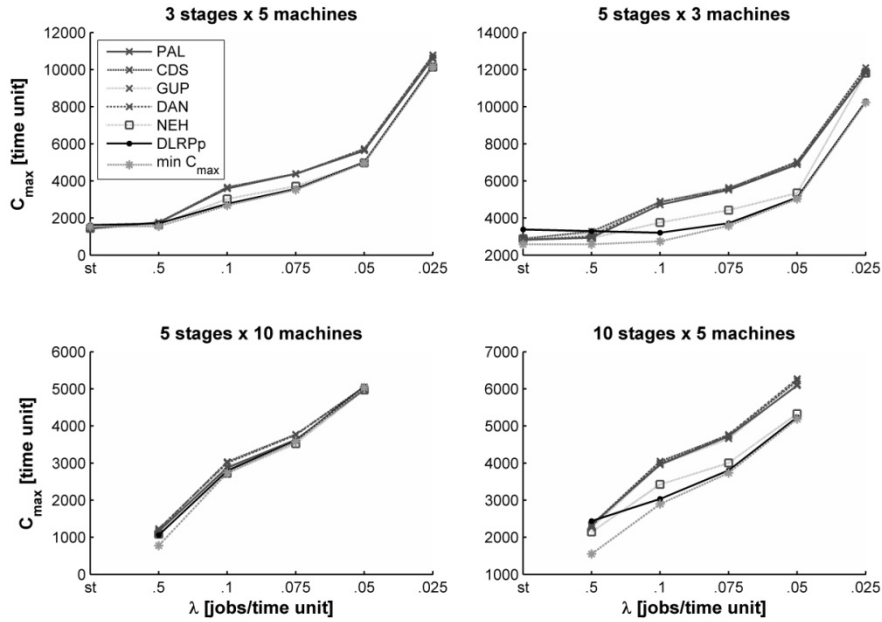 3 stages x 5 machines
12000
10000
8000
6000
4000
2000
0
C_max [time unit]
PAL
CDS
GUP
DAN
NEH
DLRPp
min C_max
st .5 .1 .075 .05 .025
5 stages x 3 machines
14000
12000
10000
8000
6000
4000
2000
st .5 .1 .075 .05 .025
5 stages x 10 machines
6000
5000
4000
3000
2000
1000
0
C_max [time unit]
st .5 .1 .075 .05 .025
λ [jobs/time unit]
10 stages x 5 machines
7000
6000
5000
4000
3000
2000
1000
st .5 .1 .075 .05 .025
λ [jobs/time unit]